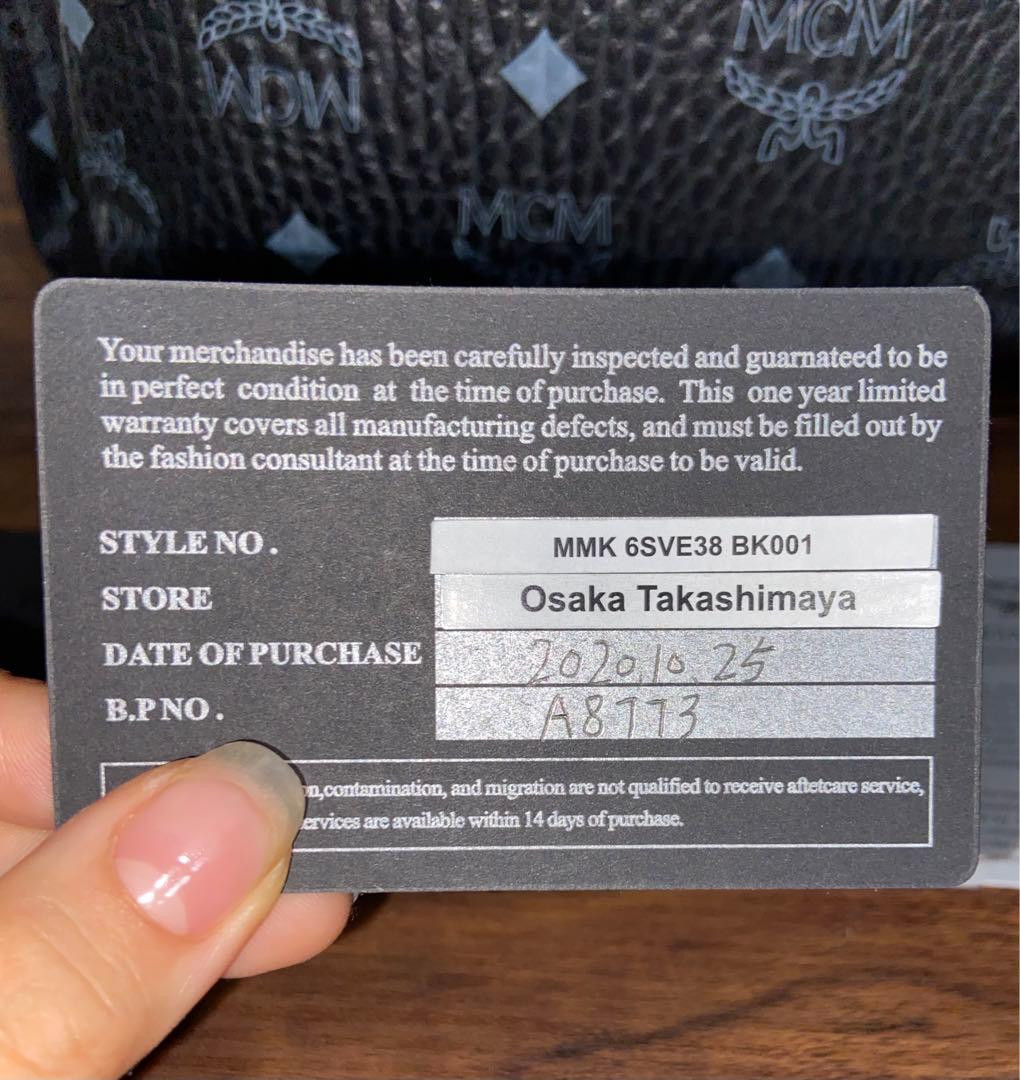 MCM
MCM
MCM
Your merchandise has been carefully inspected and guarnateed to be
in perfect condition at the time of purchase. This one year limited
warranty covers all manufacturing defects, and must be filled out by
the fashion consultant at the time of purchase to be valid.
STYLE NO. MMK 6SVE38 BK001
STORE Osaka Takashimaya
DATE OF PURCHASE 2020.10.25
B.P NO. A8773
contamination, and migration are not qualified to receive aftetcare service,
are available within 14 days of purchase.